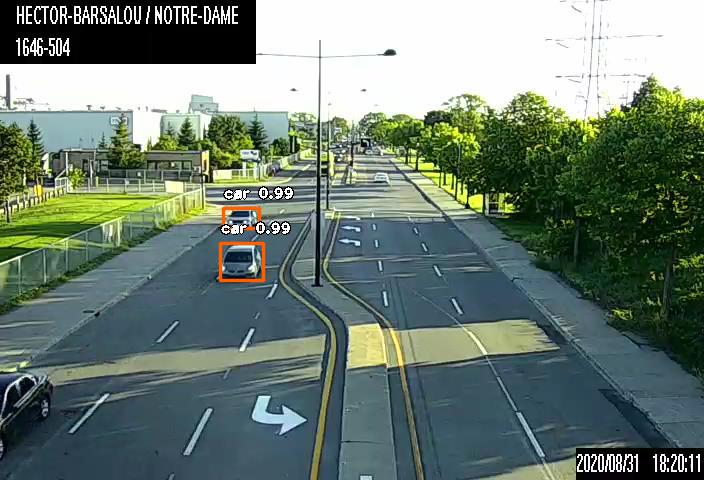 HECTOR-BARSALOU / NOTRE-DAME
1646-504
car 0.99
car 0.99
2020/08/31 18:20:11